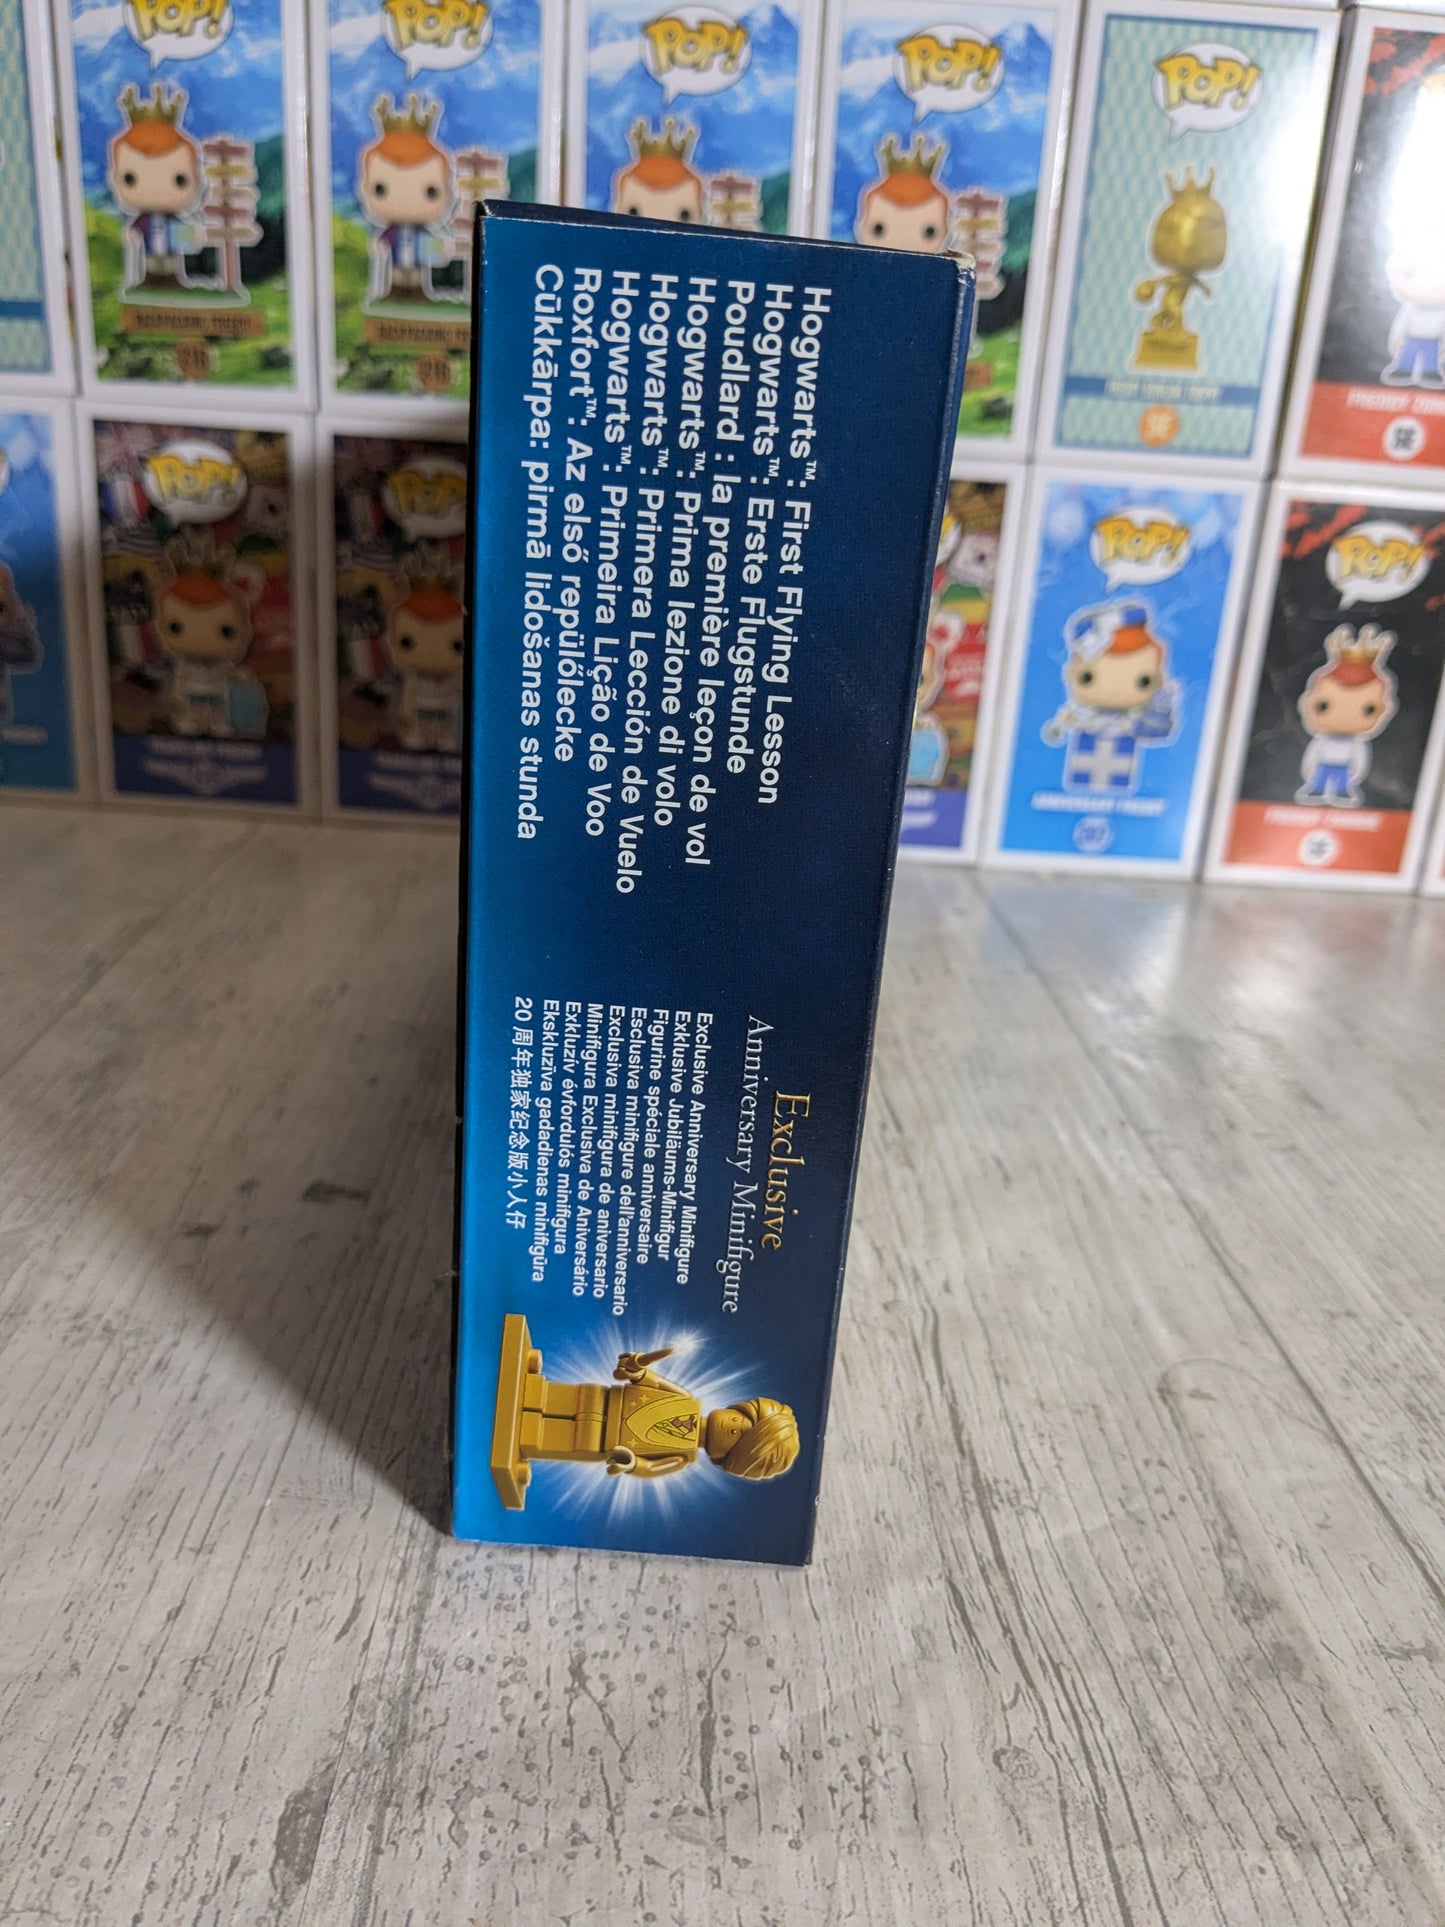 Hogwarts™: First Flying Lesson
Hogwarts™: Erste Flugstunde
Poudlard : la première leçon de vol
Hogwarts™: Prima lezione di volo
Hogwarts™: Primera Lección de Vuelo
Hogwarts™: Primeira Lição de Voo
Roxfort™: Az első repülőlecke
Cūkkārpa: pirmā lidošanas stunda
Exclusive
Anniversary Minifigure
Exclusive Anniversary Minifigure
Exklusive Jubiläums-Minifigur
Figurine spéciale anniversaire
Esclusiva minifigure dell'anniversario
Exclusiva minifigura de aniversario
Minifigura Exclusiva de Aniversário
Exkluzív évfordulós minifigura
Ekskluzīva gadadienas minifigūra
20 周年独家纪念版小人仔
POP!
POP!
POP!
POP!
POP!
POP!
POP!
POP!
POP!